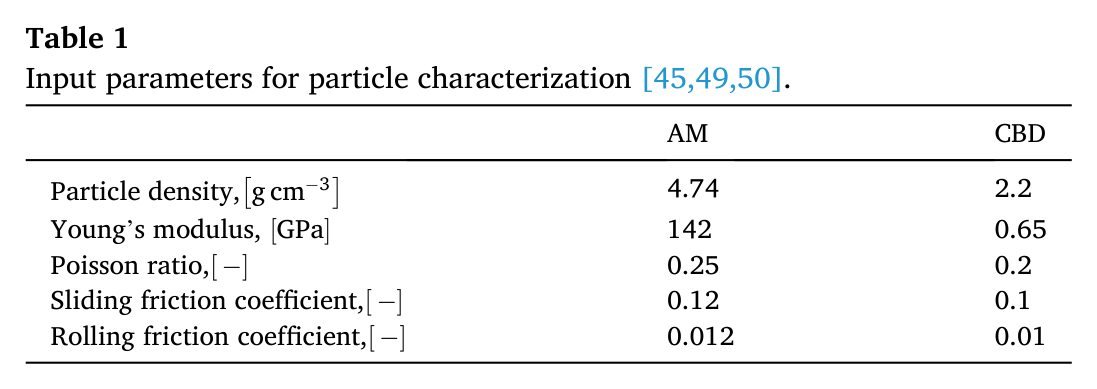 Table 1
Input parameters for particle characterization [45,49,50].
AM CBD
Particle density,[g cm⁻³] 4.74 2.2
Young’s modulus, [GPa] 142 0.65
Poisson ratio,[−] 0.25 0.2
Sliding friction coefficient,[−] 0.12 0.1
Rolling friction coefficient,[−] 0.012 0.01